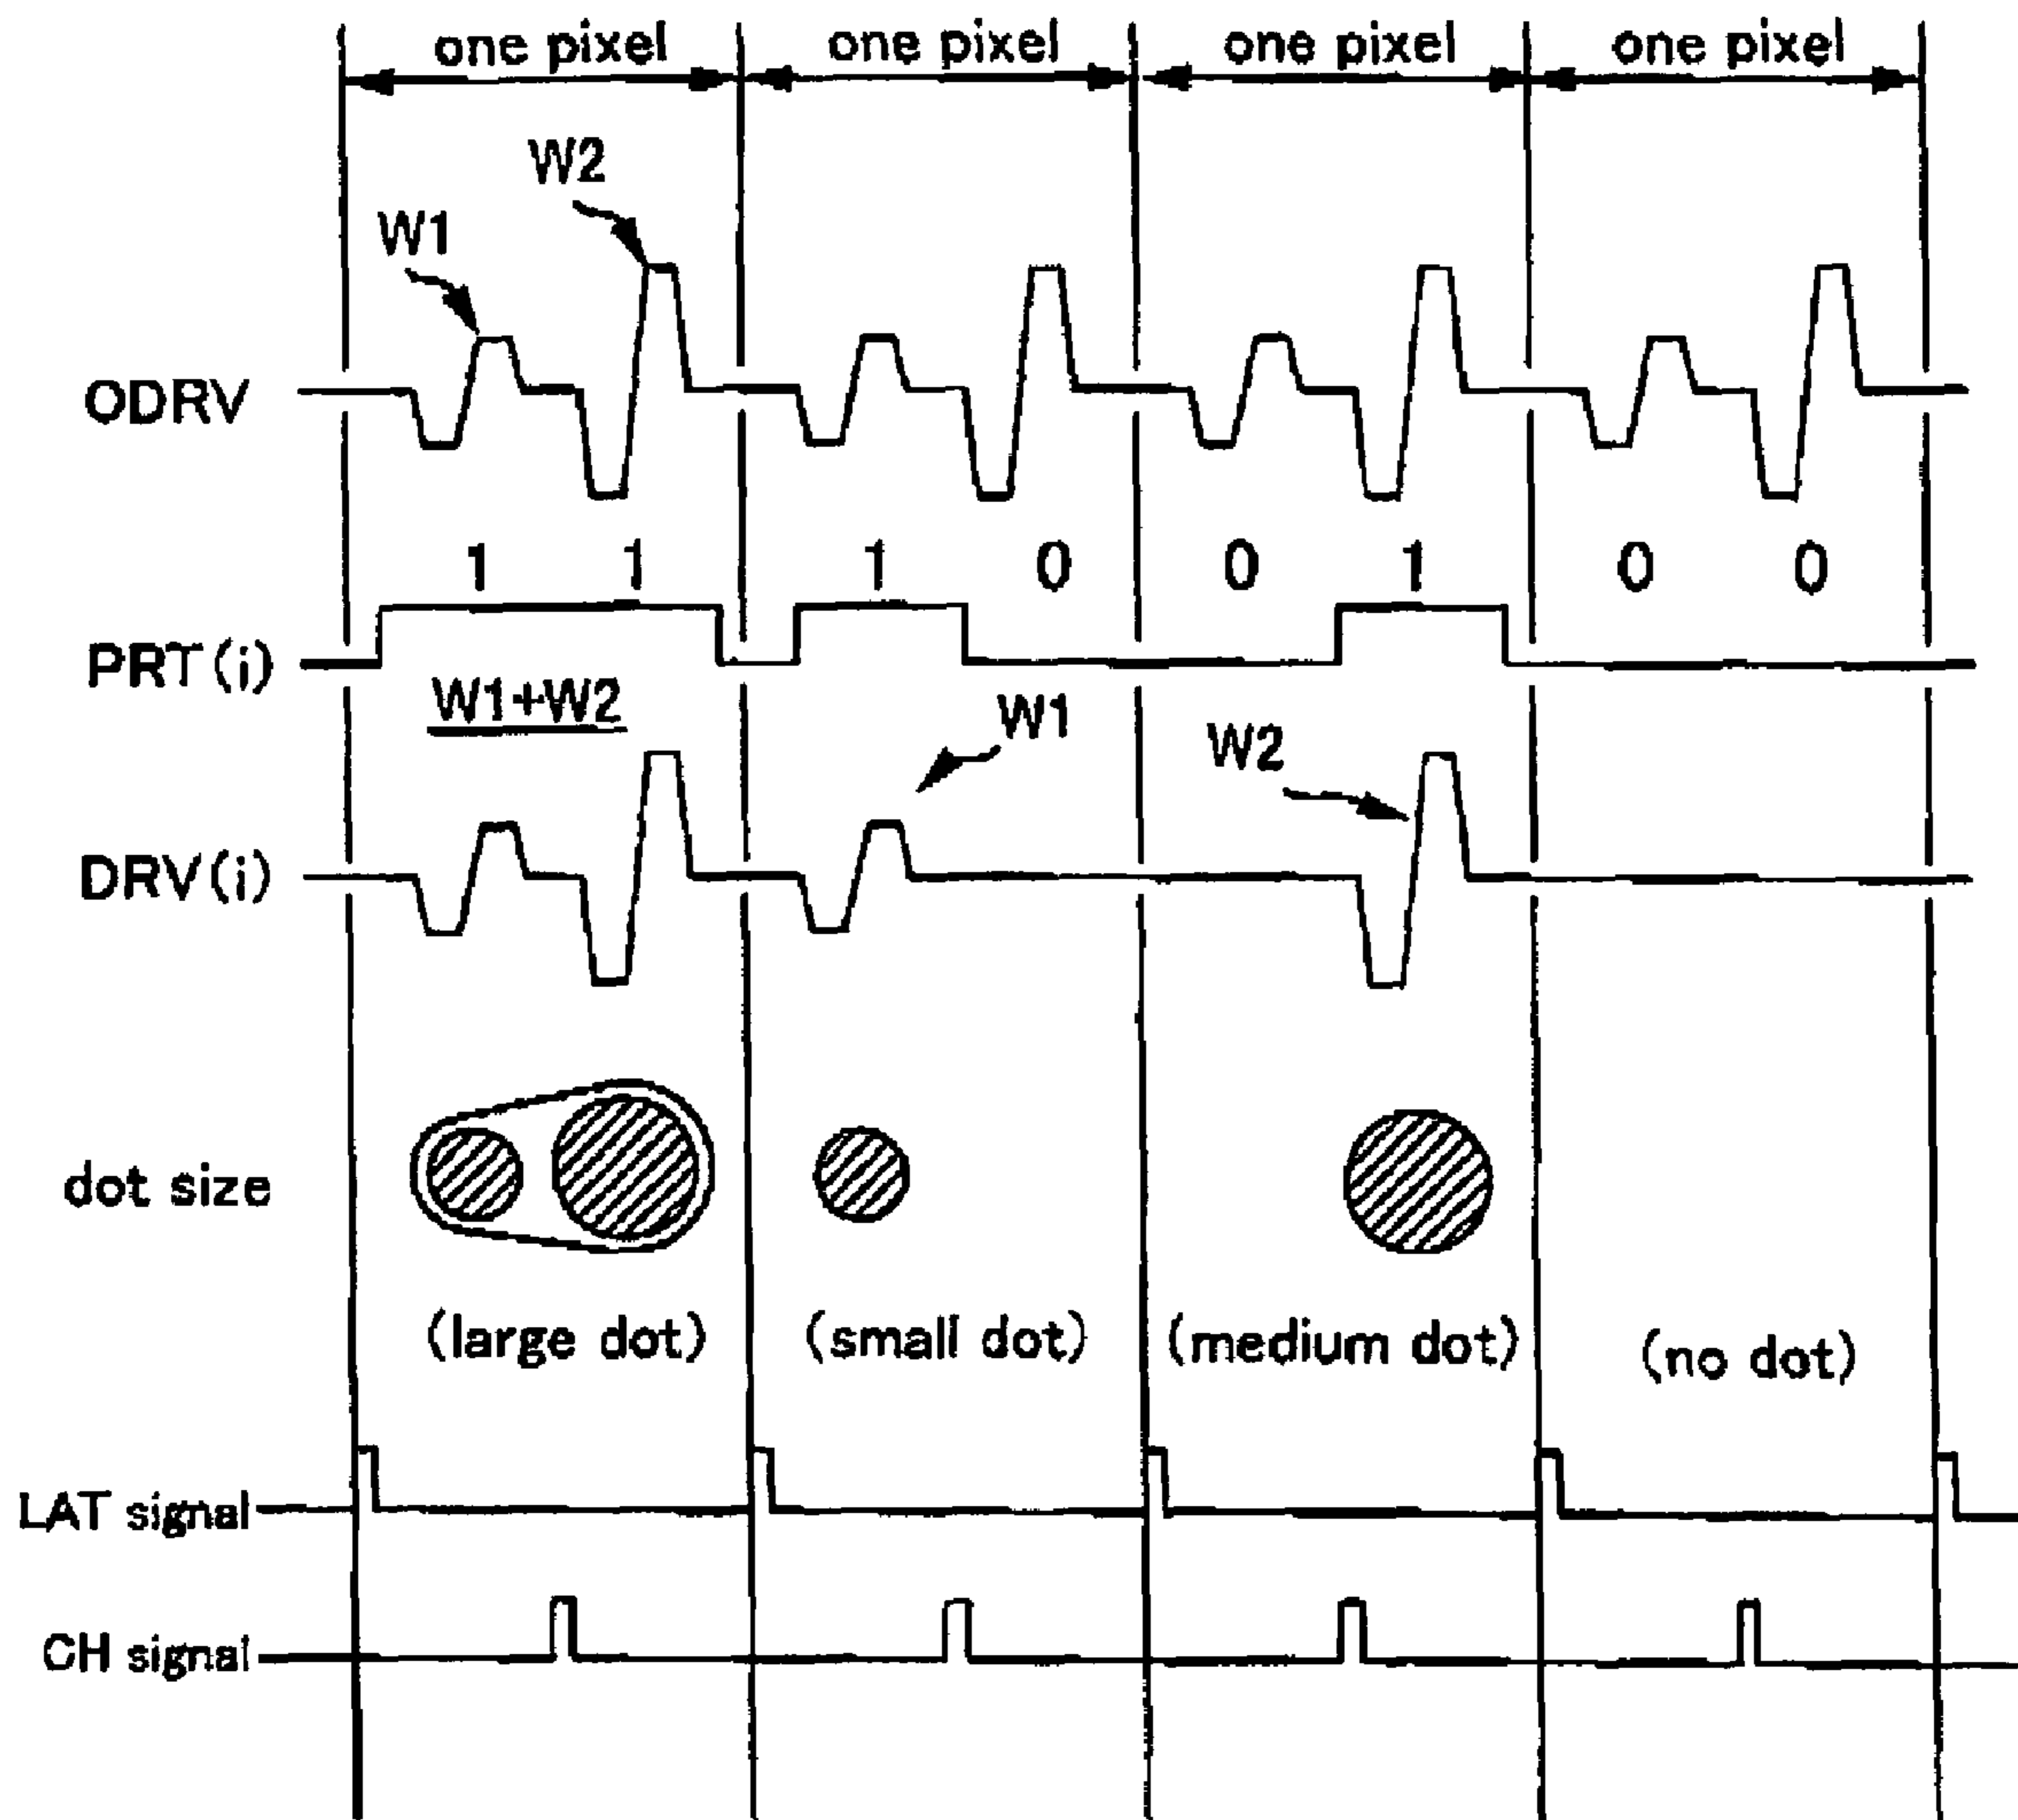 one pixel one pixel one pixel one pixel
W2
W1
ODRV
1 1 1 0 0 1 0 0
PRT(i)
W1+W2
W1
W2
DRV(i)
dot size
(large dot) (small dot) (medium dot) (no dot)
LAT signal
CH signal